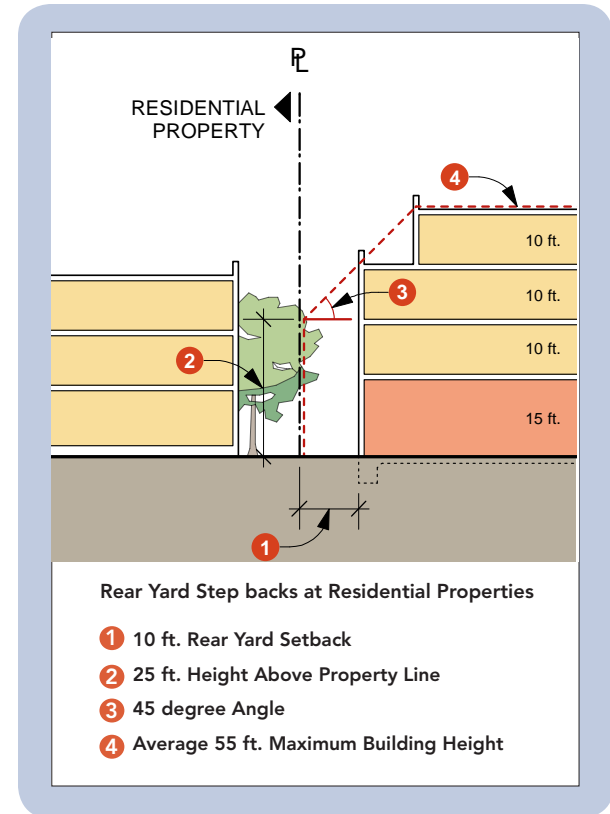 PL
RESIDENTIAL
PROPERTY
4
10 ft.
3
10 ft.
2
10 ft.
15 ft.
1
Rear Yard Step backs at Residential Properties
1 10 ft. Rear Yard Setback
2 25 ft. Height Above Property Line
3 45 degree Angle
4 Average 55 ft. Maximum Building Height